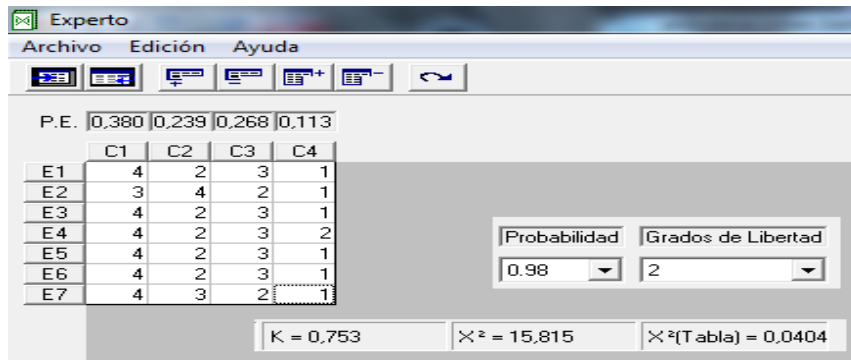 Experto
Archivo Edición Ayuda
P.E. 0,380 0,239 0,268 0,113
C1 C2 C3 C4
E1 4 2 3 1
E2 3 4 2 1
E3 4 2 3 1
E4 4 2 3 2
E5 4 2 3 1
E6 4 2 3 1
E7 4 3 2 1
Probabilidad Grados de Libertad
0.98 2
K = 0,753 X² = 15,815 X²(Tabla) = 0,0404